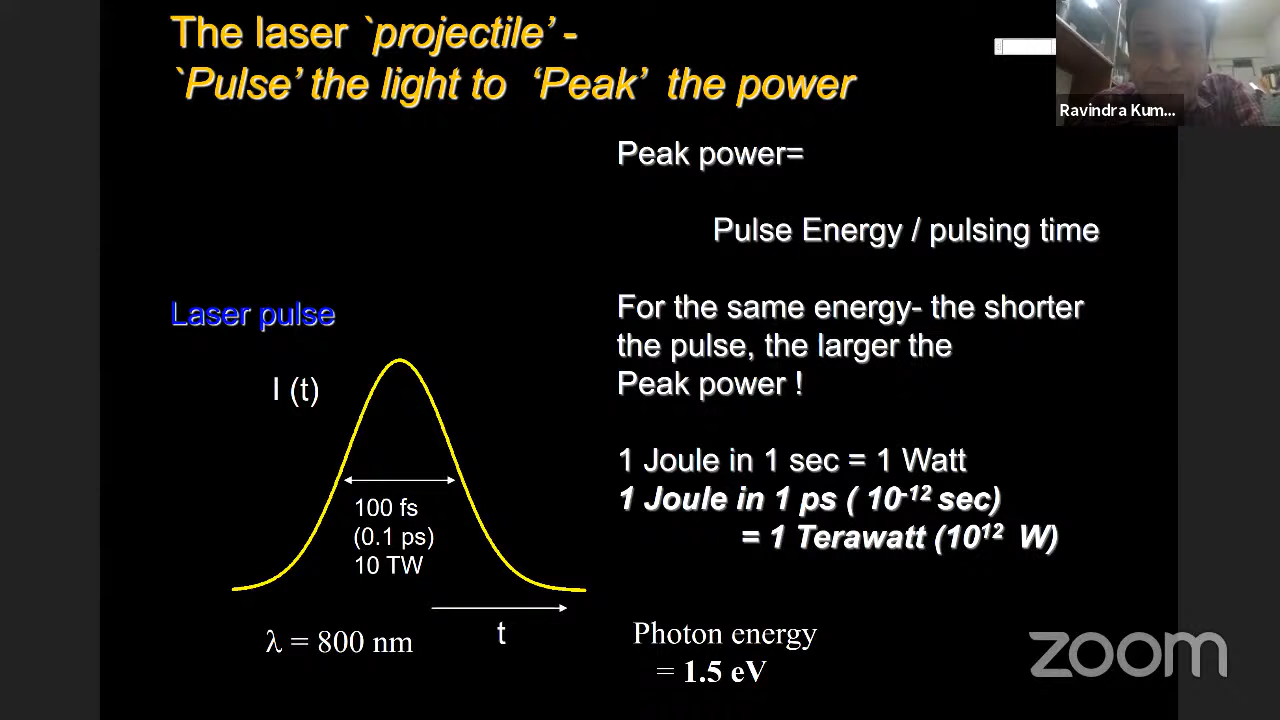 The laser `projectile' -
`Pulse' the light to 'Peak' the power
Ravindra Kum...
Peak power=
Pulse Energy / pulsing time
Laser pulse
For the same energy- the shorter
the pulse, the larger the
Peak power !
I (t)
1 Joule in 1 sec = 1 Watt
1 Joule in 1 ps ( 10⁻¹² sec)
= 1 Terawatt (10¹² W)
100 fs
(0.1 ps)
10 TW
t
λ = 800 nm
Photon energy
= 1.5 eV
zoom